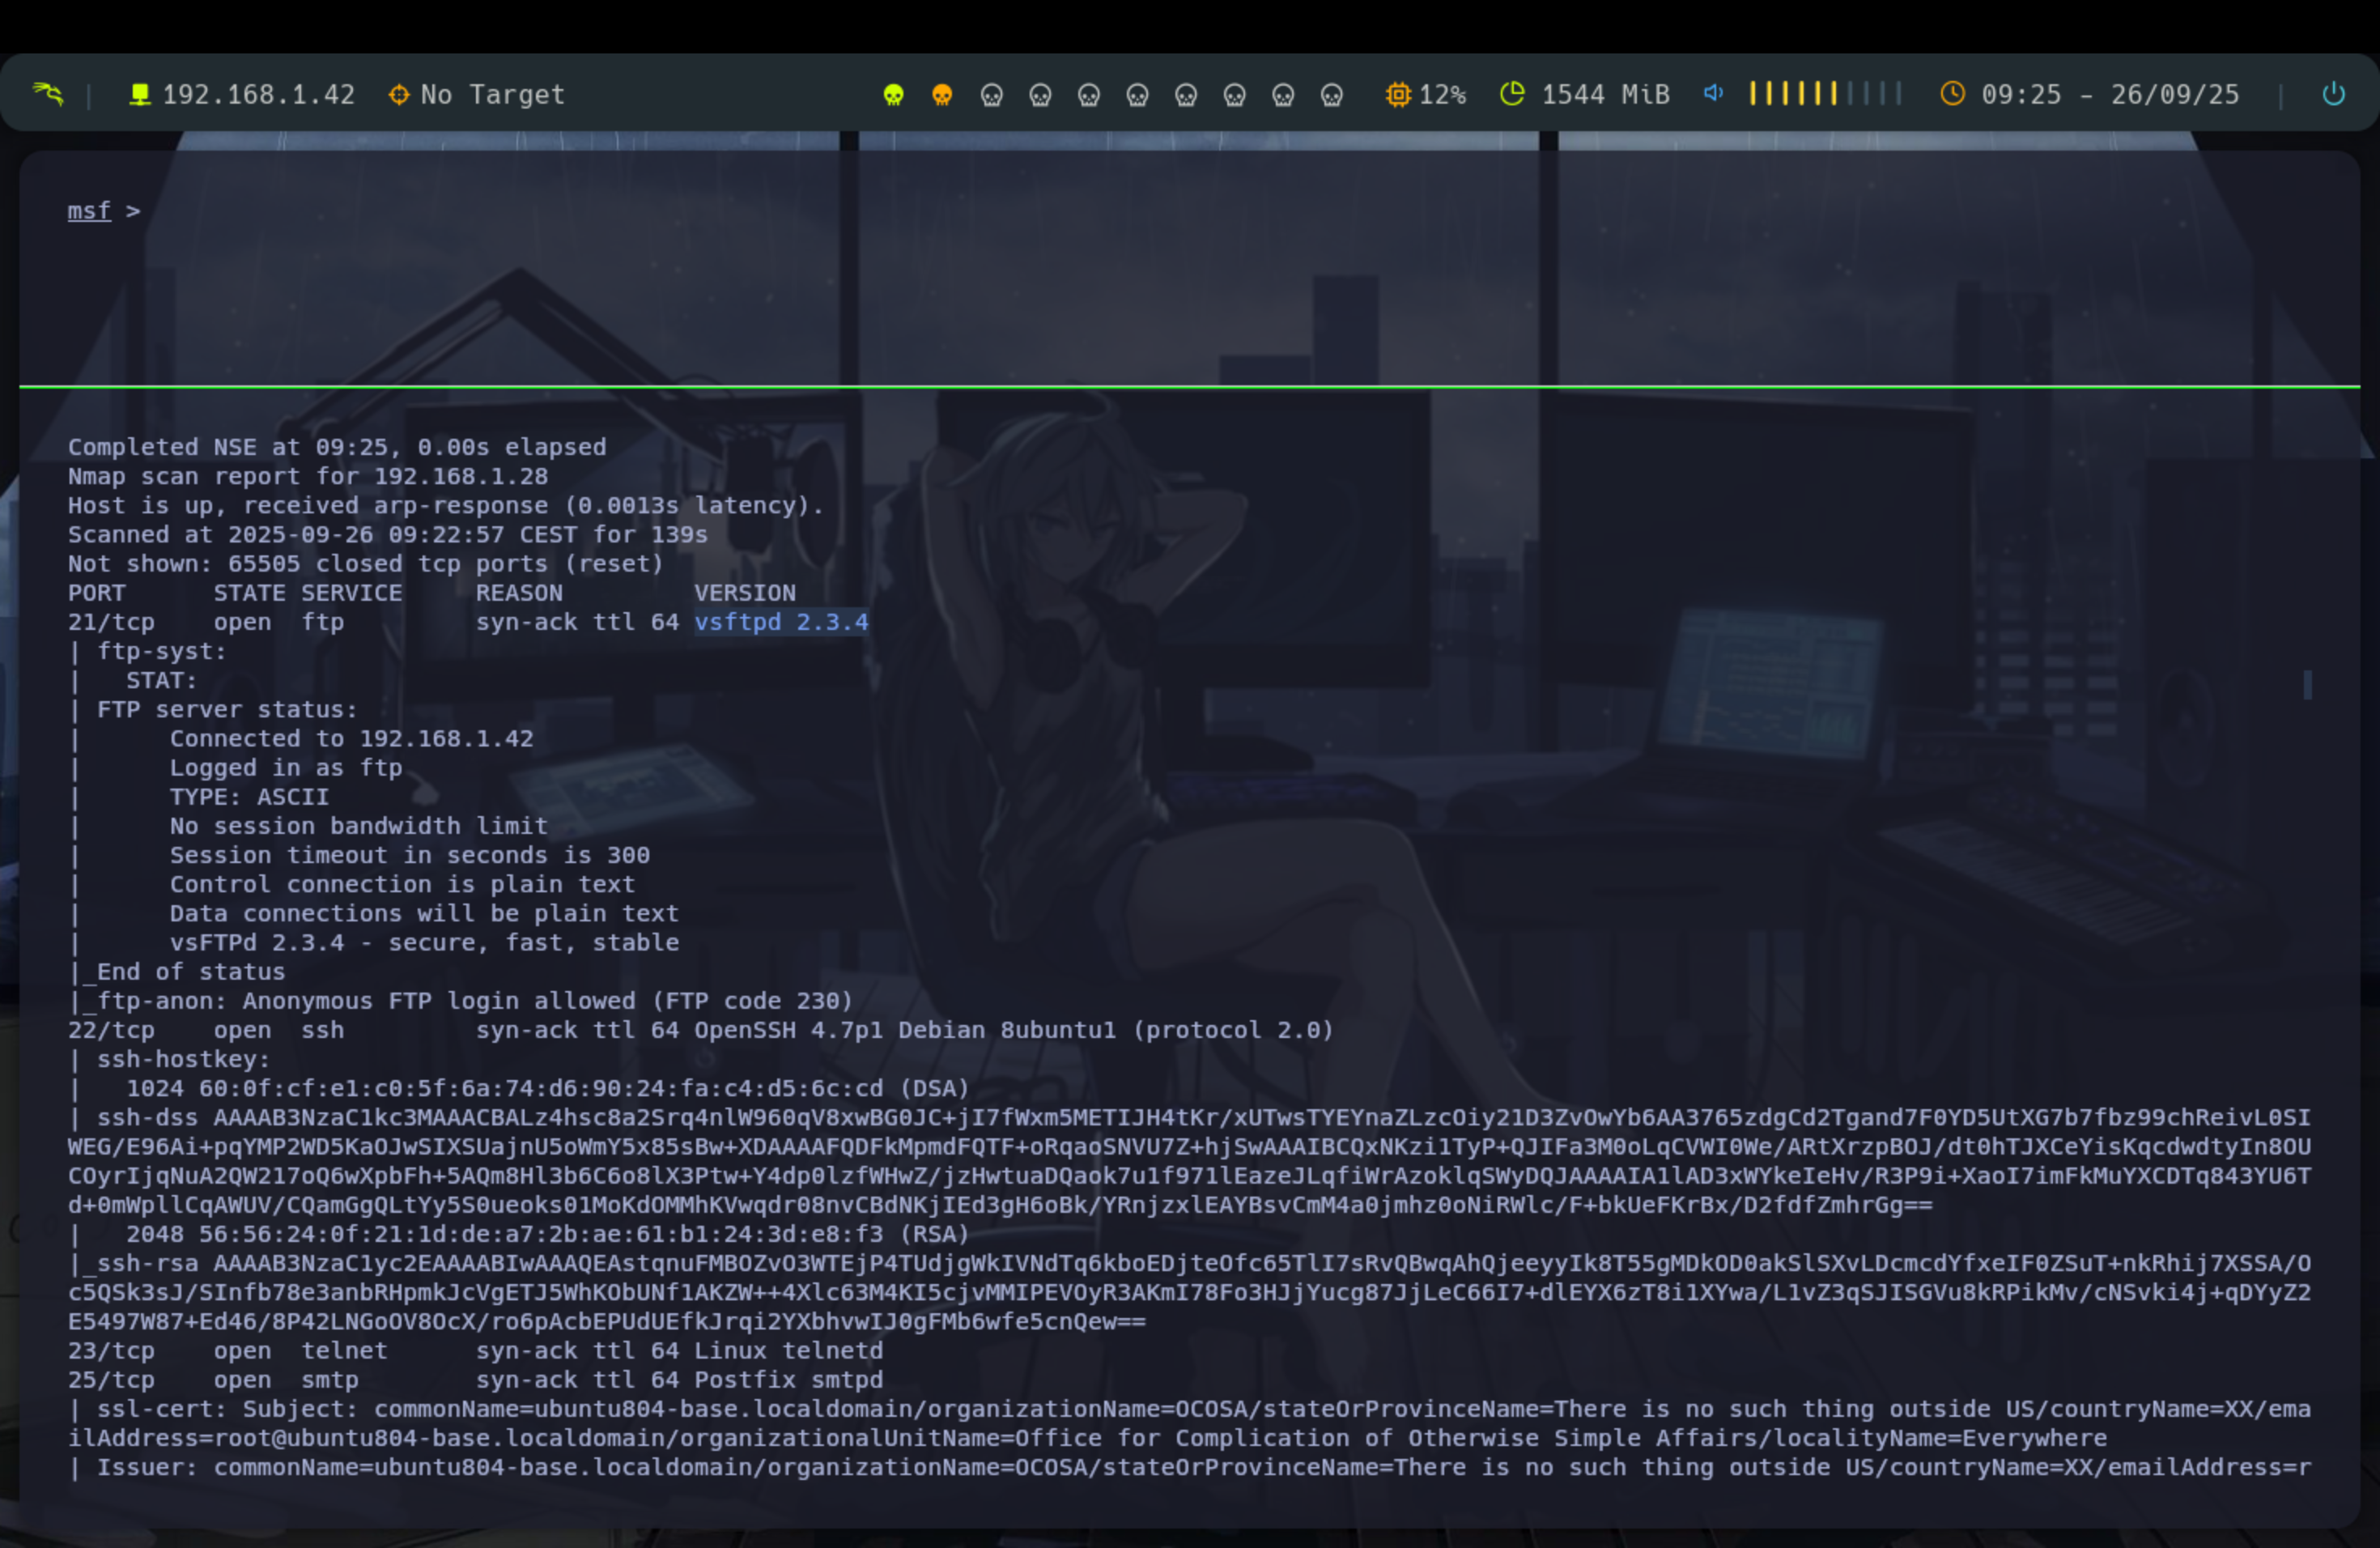 192.168.1.42 No Target 12% 1544 MiB 09:25 - 26/09/25
msf >
Completed NSE at 09:25, 0.00s elapsed
Nmap scan report for 192.168.1.28
Host is up, received arp-response (0.0013s latency).
Scanned at 2025-09-26 09:22:57 CEST for 139s
Not shown: 65505 closed tcp ports (reset)
PORT      STATE SERVICE     REASON         VERSION
21/tcp    open  ftp         syn-ack ttl 64 vsftpd 2.3.4
| ftp-syst:
|   STAT:
| FTP server status:
|      Connected to 192.168.1.42
|      Logged in as ftp
|      TYPE: ASCII
|      No session bandwidth limit
|      Session timeout in seconds is 300
|      Control connection is plain text
|      Data connections will be plain text
|      vsFTPd 2.3.4 - secure, fast, stable
|_End of status
|_ftp-anon: Anonymous FTP login allowed (FTP code 230)
22/tcp    open  ssh         syn-ack ttl 64 OpenSSH 4.7p1 Debian 8ubuntu1 (protocol 2.0)
| ssh-hostkey:
|   1024 60:0f:cf:e1:c0:5f:6a:74:d6:90:24:fa:c4:d5:6c:cd (DSA)
| ssh-dss AAAAB3NzaC1kc3MAAACBALz4hsc8a2Srq4nlW960qV8xwBG0JC+jI7fWxm5METIJH4tKr/xUTwsTYEYnaZLzcOiy21D3ZvOwYb6AA3765zdgCd2Tgand7F0YD5UtXG7b7fbz99chReivL0SI
WEG/E96Ai+pqYMP2WD5KaOJwSIXSUajnU5oWmY5x85sBw+XDAAAAFQDFkMpmdFQTF+oRqaoSNVU7Z+hjSwAAAIBCQxNKzi1TyP+QJIFa3M0oLqCVWI0We/ARtXrzpBOJ/dt0hTJXCeYisKqcdwdtyIn8OU
COyrIjqNuA2QW217oQ6wXpbFh+5AQm8Hl3b6C6o8lX3Ptw+Y4dp0lzfWHwZ/jzHwtuaDQaok7u1f971lEazeJLqfiWrAzoklqSWyDQJAAAAIA1lAD3xWYkeIeHv/R3P9i+XaoI7imFkMuYXCDTq843YU6T
d+0mWpllCqAWUV/CQamGgQLtYy5S0ueoks01MoKdOMMhKVwqdr08nvCBdNKjIEd3gH6oBk/YRnjzxlEAYBsvCmM4a0jmhz0oNiRWlc/F+bkUeFKrBx/D2fdfZmhrGg==
|   2048 56:56:24:0f:21:1d:de:a7:2b:ae:61:b1:24:3d:e8:f3 (RSA)
|_ssh-rsa AAAAB3NzaC1yc2EAAAABIwAAAQEAstqnuFMBOZvO3WTEjP4TUdjgWkIVNdTq6kboEDjteOfc65TlI7sRvQBwqAhQjeeyyIk8T55gMDkOD0akSlSXvLDcmcdYfxeIF0ZSuT+nkRhij7XSSA/O
c5QSk3sJ/SInfb78e3anbRHpmkJcVgETJ5WhKObUNf1AKZW++4Xlc63M4KI5cjvMMIPEVOyR3AKmI78Fo3HJjYucg87JjLeC66I7+dlEYX6zT8i1XYwa/L1vZ3qSJISGVu8kRPikMv/cNSvki4j+qDYyZ2
E5497W87+Ed46/8P42LNGoOV8OcX/ro6pAcbEPUdUEfkJrqi2YXbhvwIJ0gFMb6wfe5cnQew==
23/tcp    open  telnet      syn-ack ttl 64 Linux telnetd
25/tcp    open  smtp        syn-ack ttl 64 Postfix smtpd
| ssl-cert: Subject: commonName=ubuntu804-base.localdomain/organizationName=OCOSA/stateOrProvinceName=There is no such thing outside US/countryName=XX/ema
ilAddress=root@ubuntu804-base.localdomain/organizationalUnitName=Office for Complication of Otherwise Simple Affairs/localityName=Everywhere
| Issuer: commonName=ubuntu804-base.localdomain/organizationName=OCOSA/stateOrProvinceName=There is no such thing outside US/countryName=XX/emailAddress=r